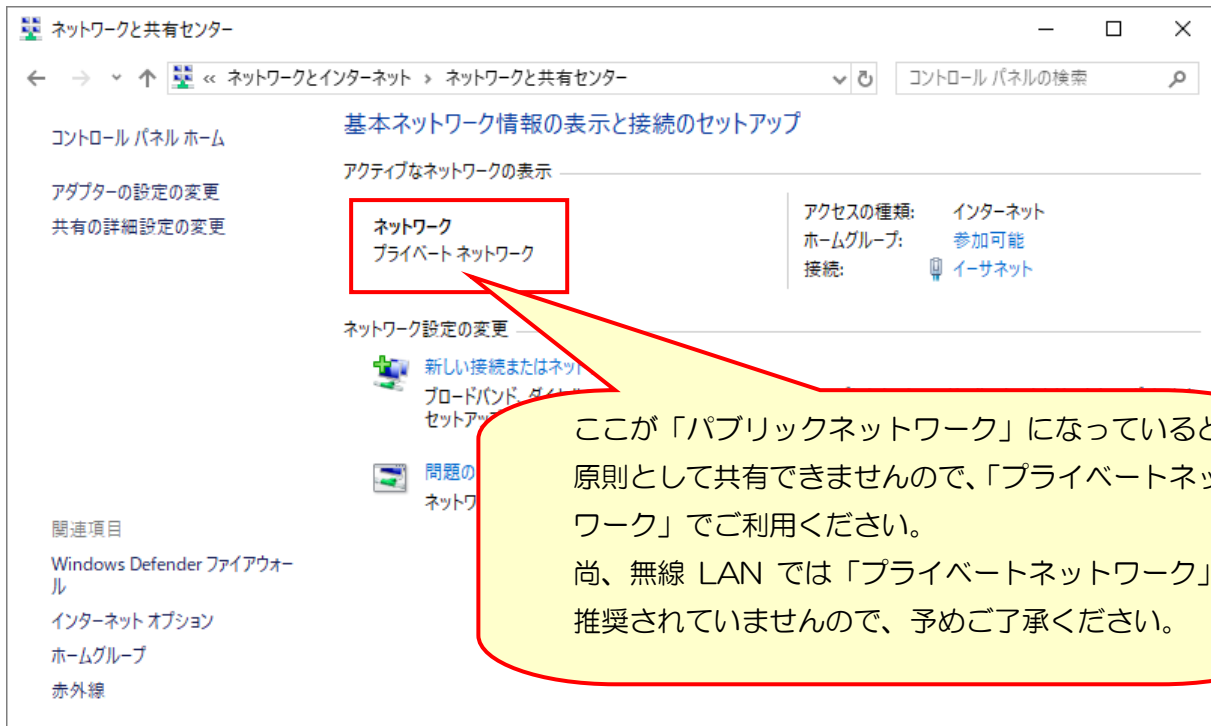 ネットワークと共有センター
« ネットワークとインターネット › ネットワークと共有センター
コントロール パネルの検索
コントロール パネル ホーム
アダプターの設定の変更
共有の詳細設定の変更
基本ネットワーク情報の表示と接続のセットアップ
アクティブなネットワークの表示
ネットワーク
プライベート ネットワーク
アクセスの種類: インターネット
ホームグループ: 参加可能
接続: イーサネット
ネットワーク設定の変更
新しい接続またはネット
ブロードバンド、ダイヤル
セットアップ
問題の
ネットワ
ここが「パブリックネットワーク」になっていると
原則として共有できませんので、「プライベートネッ
ワーク」でご利用ください。
尚、無線 LAN では「プライベートネットワーク」
推奨されていませんので、予めご了承ください。
関連項目
Windows Defender ファイアウォー
ル
インターネット オプション
ホームグループ
赤外線